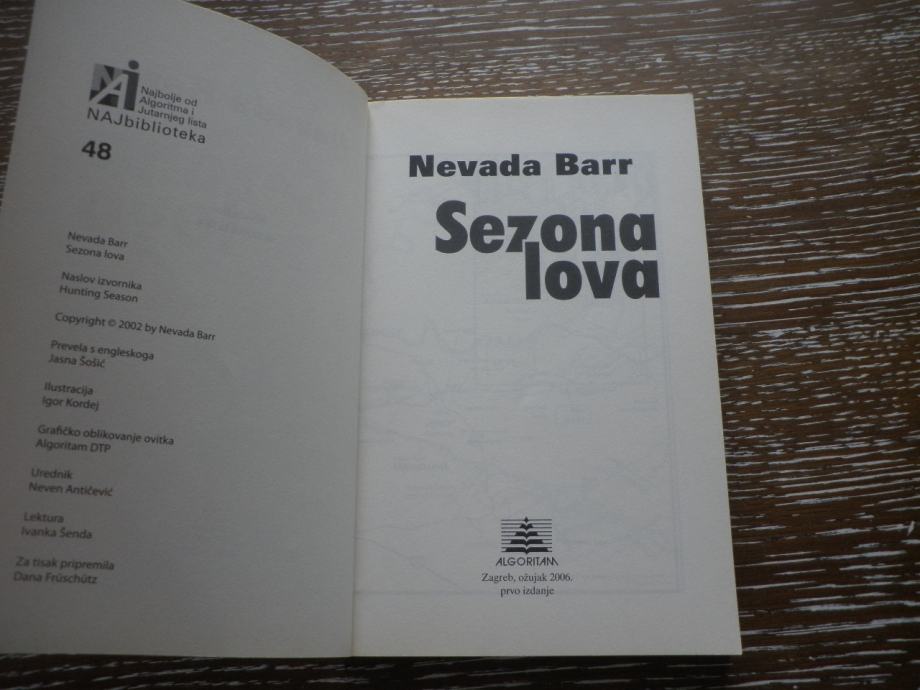 NAJ
Najbolje od
Algoritma i
Jutarnjeg lista
NAJbiblioteka
48
Nevada Barr
Sezona lova
Naslov izvornika
Hunting Season
Copyright © 2002 by Nevada Barr
Prevela s engleskoga
Jasna Šošić
Ilustracija
Igor Kordej
Grafičko oblikovanje ovitka
Algoritam DTP
Urednik
Neven Antičević
Lektura
Ivanka Šenda
Za tisak pripremila
Dana Früschütz
Nevada Barr
Sezona
lova
ALGORITAM
Zagreb, ožujak 2006.
prvo izdanje